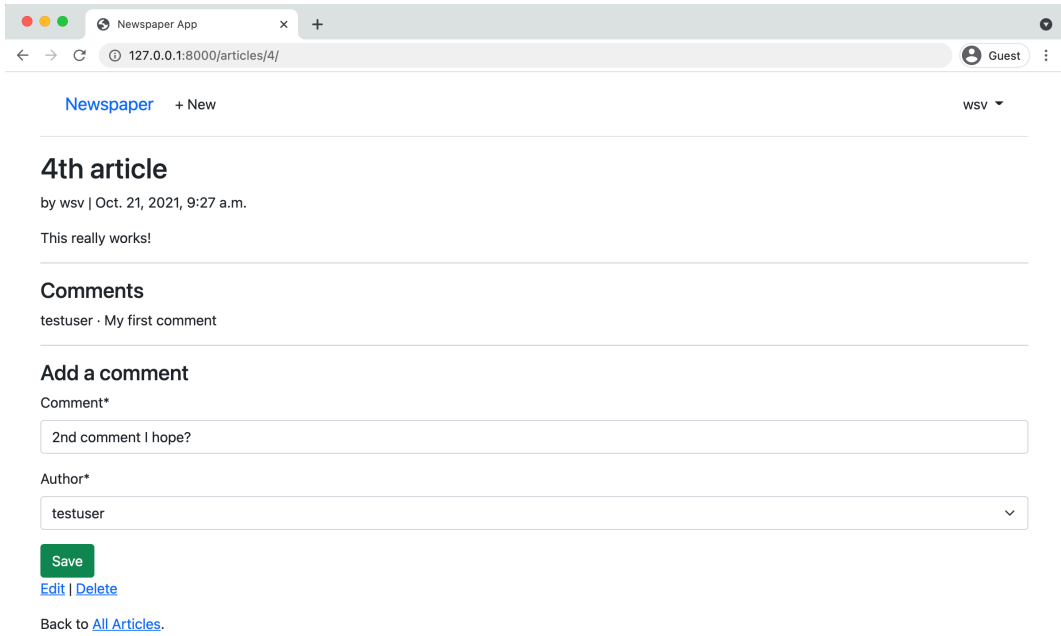 Newspaper App
127.0.0.1:8000/articles/4/
Guest
Newspaper + New wsv
4th article
by wsv | Oct. 21, 2021, 9:27 a.m.
This really works!
Comments
testuser · My first comment
Add a comment
Comment*
2nd comment I hope?
Author*
testuser
Save
Edit | Delete
Back to All Articles.